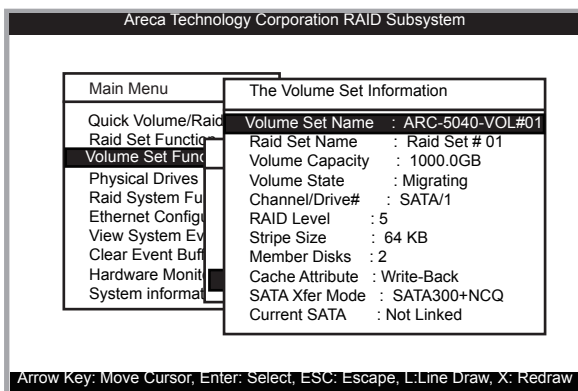 Areca Technology Corporation RAID Subsystem
Main Menu
Quick Volume/Raid
Raid Set Function
Volume Set Func
Physical Drives
Raid System Fu
Ethernet Configu
View System Ev
Clear Event Buff
Hardware Monit
System informat
The Volume Set Information
Volume Set Name : ARC-5040-VOL#01
Raid Set Name : Raid Set # 01
Volume Capacity : 1000.0GB
Volume State : Migrating
Channel/Drive# : SATA/1
RAID Level : 5
Stripe Size : 64 KB
Member Disks : 2
Cache Attribute : Write-Back
SATA Xfer Mode : SATA300+NCQ
Current SATA : Not Linked
Arrow Key: Move Cursor, Enter: Select, ESC: Escape, L:Line Draw, X: Redraw